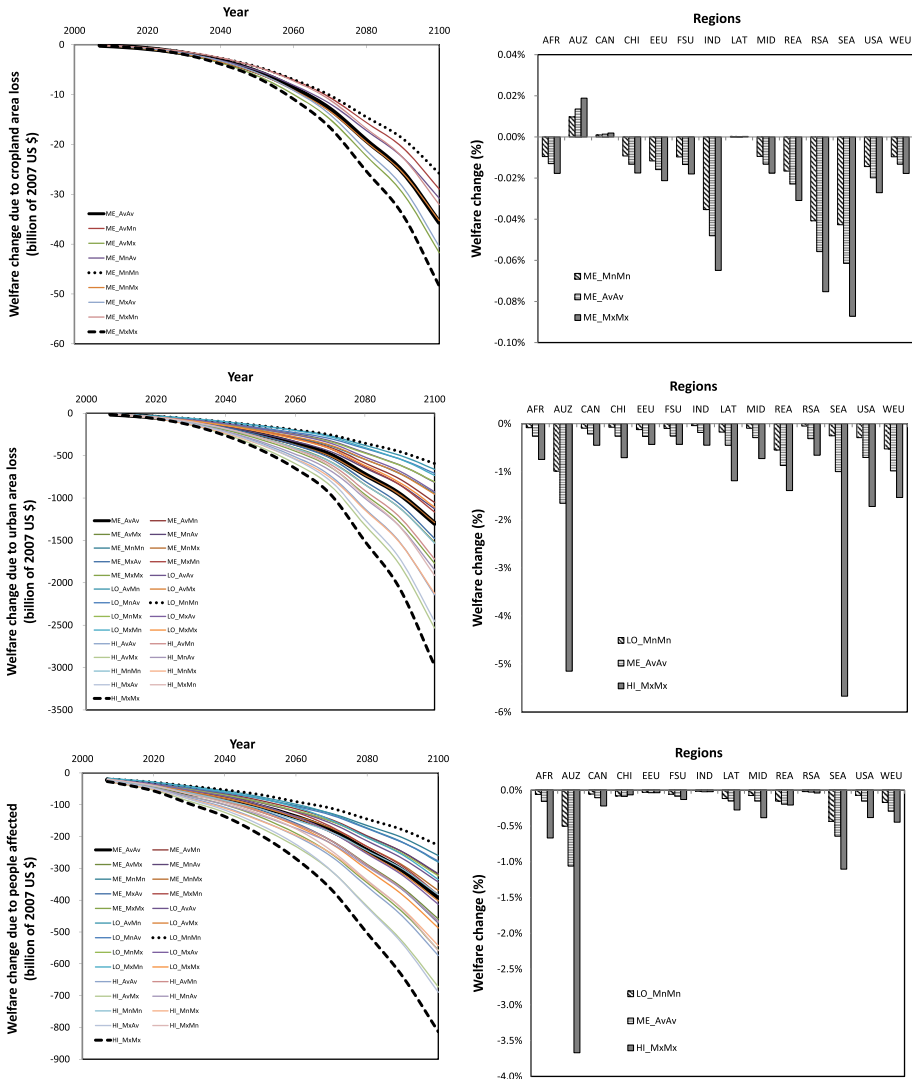 Year
2000 2020 2040 2060 2080 2100
0
-10
-20
-30
-40
-50
-60
Welfare change due to cropland area loss
(billion of 2007 US $)
ME_AvAv
ME_AvMn
ME_AvMx
ME_MnAv
ME_MnMn
ME_MnMx
ME_MxAv
ME_MxMn
ME_MxMx
Regions
AFR AUZ CAN CHI EEU FSU IND LAT MID REA RSA SEA USA WEU
0.04%
0.02%
0.00%
-0.02%
-0.04%
-0.06%
-0.08%
-0.10%
Welfare change (%)
ME_MnMn
ME_AvAv
ME_MxMx
Year
2000 2020 2040 2060 2080 2100
0
-500
-1000
-1500
-2000
-2500
-3000
-3500
Welfare change due to urban area loss
(billion of 2007 US $)
ME_AvAv ME_AvMn
ME_AvMx ME_MnAv
ME_MnMn ME_MnMx
ME_MxAv ME_MxMn
ME_MxMx LO_AvAv
LO_AvMn LO_AvMx
LO_MnAv LO_MnMn
LO_MnMx LO_MxAv
LO_MxMn LO_MxMx
HI_AvAv HI_AvMn
HI_AvMx HI_MnAv
HI_MnMn HI_MnMx
HI_MxAv HI_MxMn
HI_MxMx
Regions
AFR AUZ CAN CHI EEU FSU IND LAT MID REA RSA SEA USA WEU
0%
-1%
-2%
-3%
-4%
-5%
-6%
Welfare change (%)
LO_MnMn
ME_AvAv
HI_MxMx
Year
2000 2020 2040 2060 2080 2100
0
-100
-200
-300
-400
-500
-600
-700
-800
-900
Welfare change due to people affected
(billion of 2007 US $)
ME_AvAv ME_AvMn
ME_AvMx ME_MnAv
ME_MnMn ME_MnMx
ME_MxAv ME_MxMn
ME_MxMx LO_AvAv
LO_AvMn LO_AvMx
LO_MnAv LO_MnMn
LO_MnMx LO_MxAv
LO_MxMn LO_MxMx
HI_AvAv HI_AvMn
HI_AvMx HI_MnAv
HI_MnMn HI_MnMx
HI_MxAv HI_MxMn
HI_MxMx
Regions
AFR AUZ CAN CHI EEU FSU IND LAT MID REA RSA SEA USA WEU
0.0%
-0.5%
-1.0%
-1.5%
-2.0%
-2.5%
-3.0%
-3.5%
-4.0%
Welfare change (%)
LO_MnMn
ME_AvAv
HI_MxMx